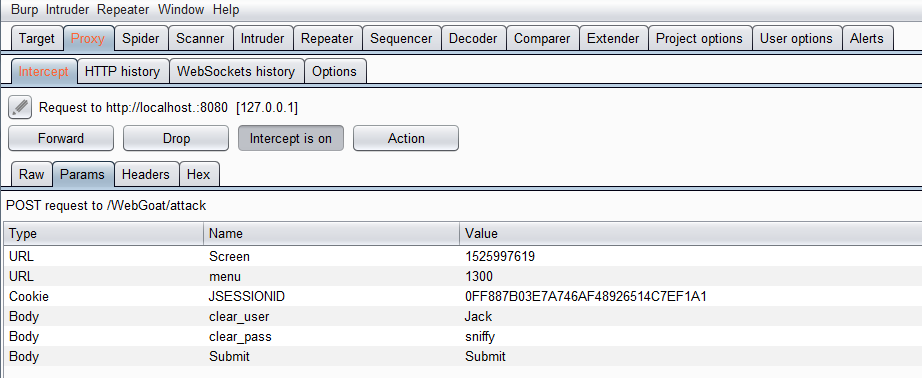 Burp Intruder Repeater Window Help
Target Proxy Spider Scanner Intruder Repeater Sequencer Decoder Comparer Extender Project options User options Alerts
Intercept HTTP history WebSockets history Options
Request to http://localhost.:8080 [127.0.0.1]
Forward Drop Intercept is on Action
Raw Params Headers Hex
POST request to /WebGoat/attack
Type Name Value
URL Screen 1525997619
URL menu 1300
Cookie JSESSIONID 0FF887B03E7A746AF48926514C7EF1A1
Body clear_user Jack
Body clear_pass sniffy
Body Submit Submit